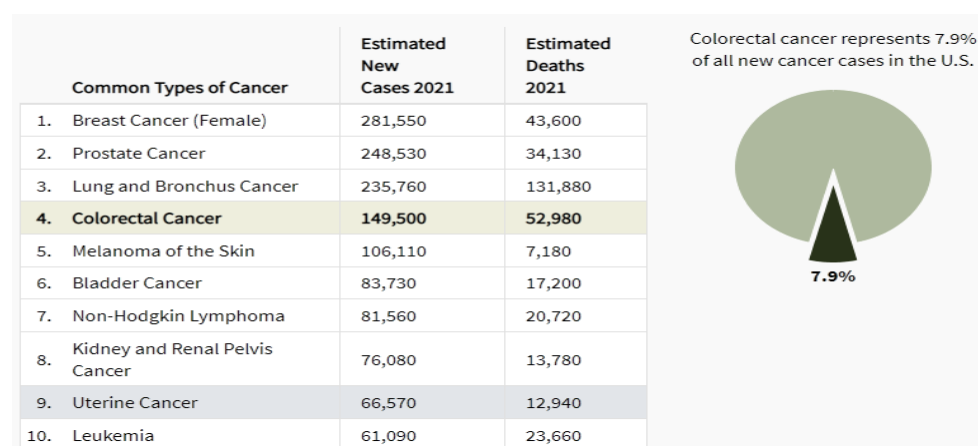 Common Types of Cancer
Estimated
New
Cases 2021
Estimated
Deaths
2021
1. Breast Cancer (Female) 281,550 43,600
2. Prostate Cancer 248,530 34,130
3. Lung and Bronchus Cancer 235,760 131,880
4. Colorectal Cancer 149,500 52,980
5. Melanoma of the Skin 106,110 7,180
6. Bladder Cancer 83,730 17,200
7. Non-Hodgkin Lymphoma 81,560 20,720
8. Kidney and Renal Pelvis
Cancer 76,080 13,780
9. Uterine Cancer 66,570 12,940
10. Leukemia 61,090 23,660
Colorectal cancer represents 7.9%
of all new cancer cases in the U.S.
7.9%